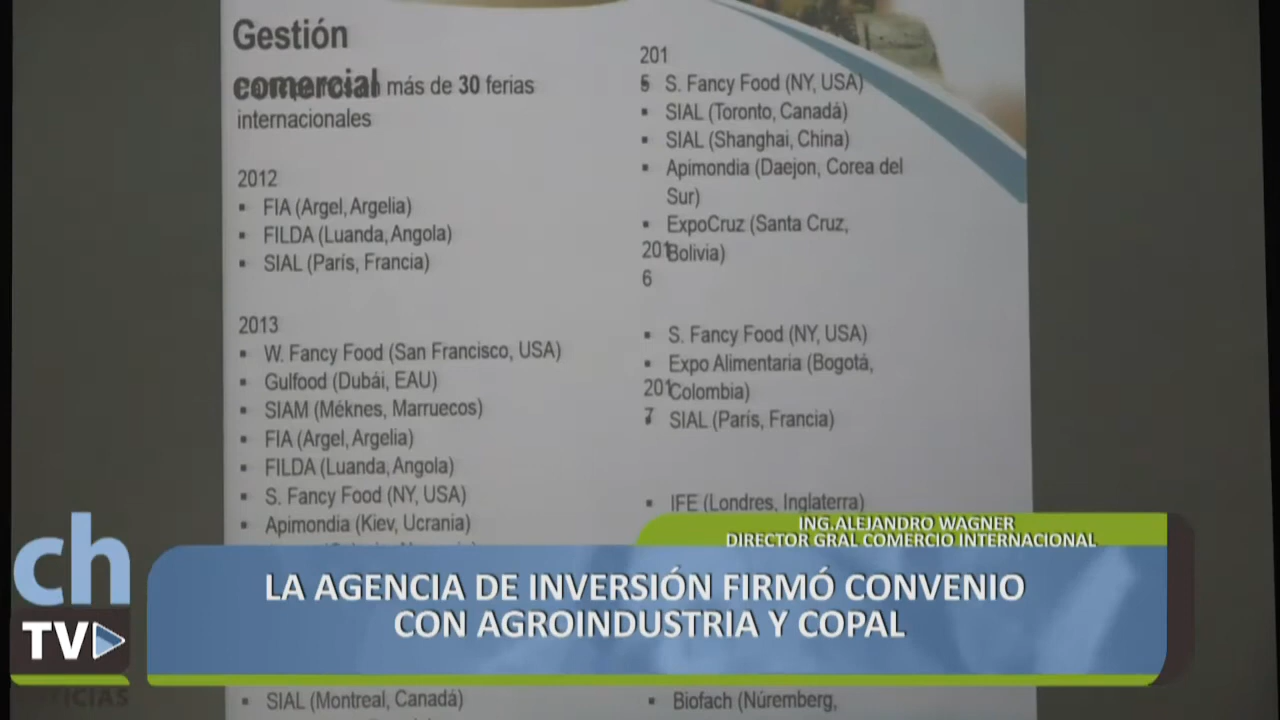 Gestión
comercial
más de 30 ferias
internacionales
2012
▪ FIA (Argel, Argelia)
▪ FILDA (Luanda, Angola)
▪ SIAL (París, Francia)
2013
▪ W. Fancy Food (San Francisco, USA)
▪ Gulfood (Dubái, EAU)
▪ SIAM (Méknes, Marruecos)
▪ FIA (Argel, Argelia)
▪ FILDA (Luanda, Angola)
▪ S. Fancy Food (NY, USA)
▪ Apimondia (Kiev, Ucrania)
▪ SIAL (Montreal, Canadá)
201
5
▪ S. Fancy Food (NY, USA)
▪ SIAL (Toronto, Canadá)
▪ SIAL (Shanghai, China)
▪ Apimondia (Daejon, Corea del
Sur)
▪ ExpoCruz (Santa Cruz,
Bolivia)
201
6
▪ S. Fancy Food (NY, USA)
▪ Expo Alimentaria (Bogotá,
Colombia)
201
7
▪ SIAL (París, Francia)
▪ IFE (Londres, Inglaterra)
▪ Biofach (Núremberg,
ING.ALEJANDRO WAGNER
DIRECTOR GRAL COMERCIO INTERNACIONAL
LA AGENCIA DE INVERSIÓN FIRMÓ CONVENIO
CON AGROINDUSTRIA Y COPAL
ch
TV
NOTICIAS